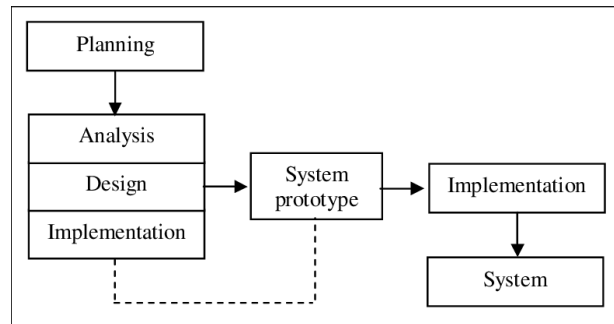 Planning
Analysis
Design
Implementation
System
prototype
Implementation
System